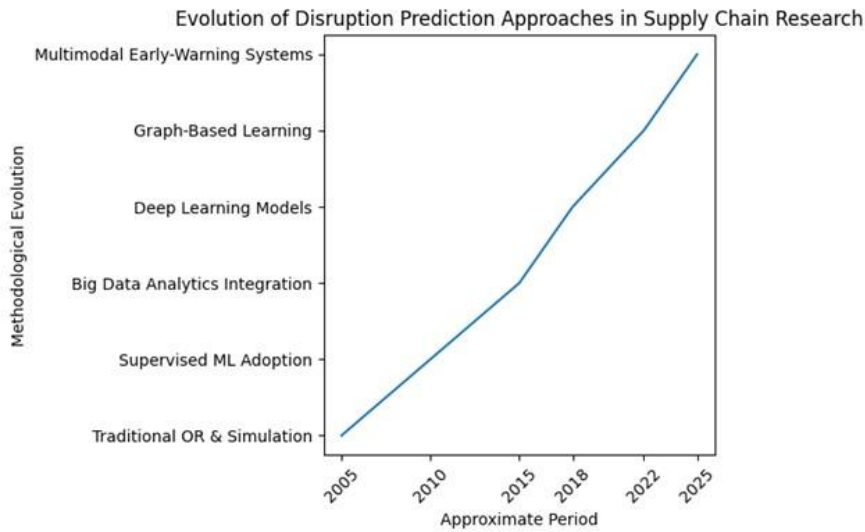 Evolution of Disruption Prediction Approaches in Supply Chain Research
Methodological Evolution
Multimodal Early-Warning Systems
Graph-Based Learning
Deep Learning Models
Big Data Analytics Integration
Supervised ML Adoption
Traditional OR & Simulation
2005
2010
2015
2018
2022
2025
Approximate Period